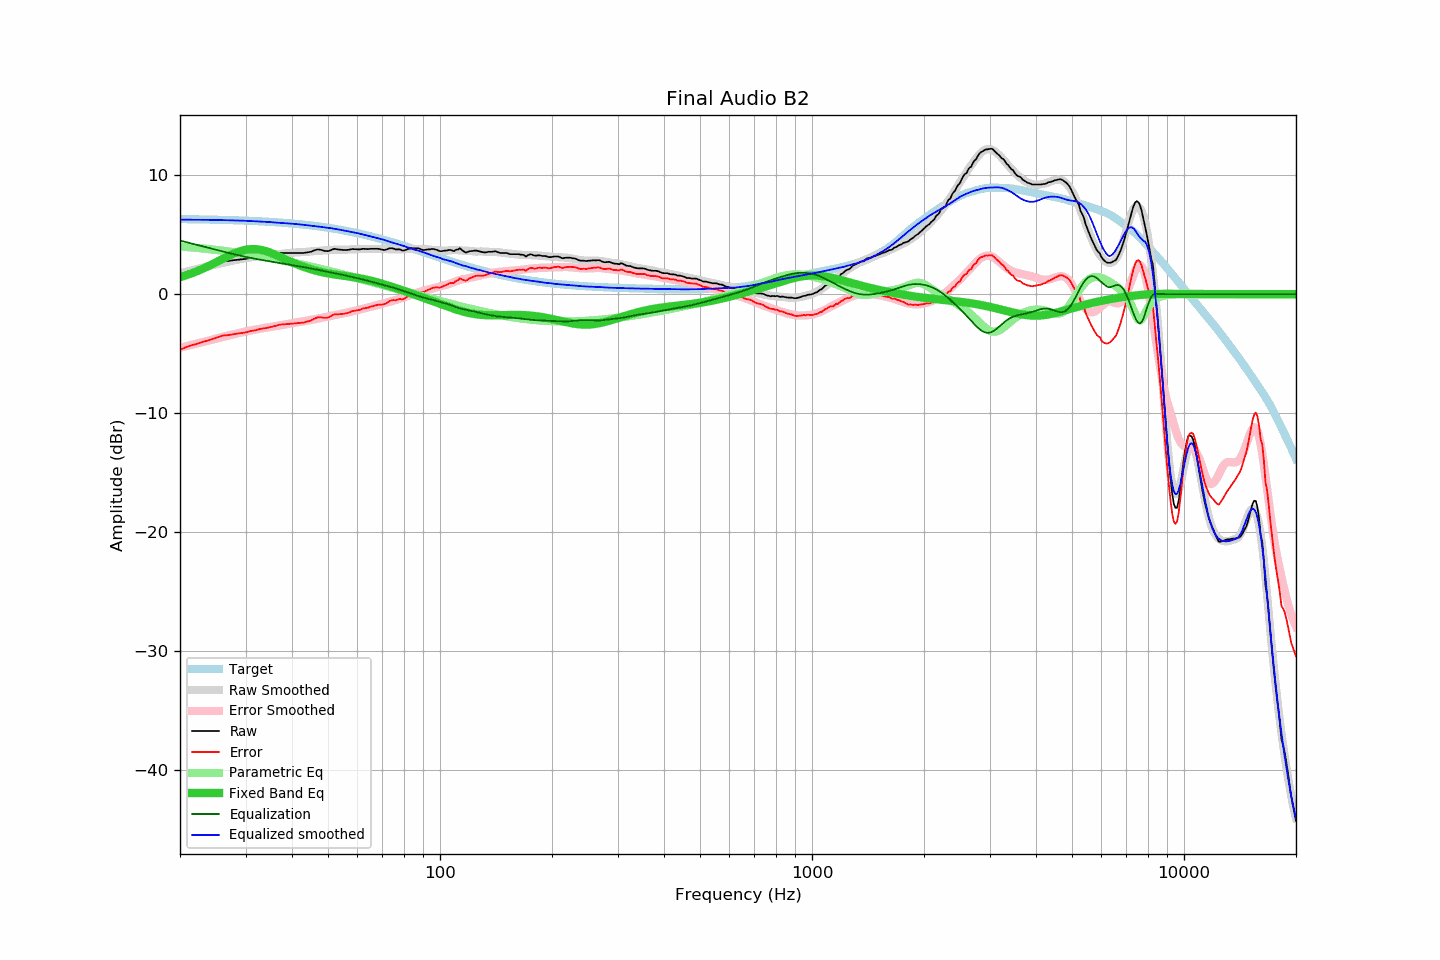 Final Audio B2
Amplitude (dBr)
10
0
−10
−20
−30
−40
Target
Raw Smoothed
Error Smoothed
Raw
Error
Parametric Eq
Fixed Band Eq
Equalization
Equalized smoothed
100
1000
10000
Frequency (Hz)